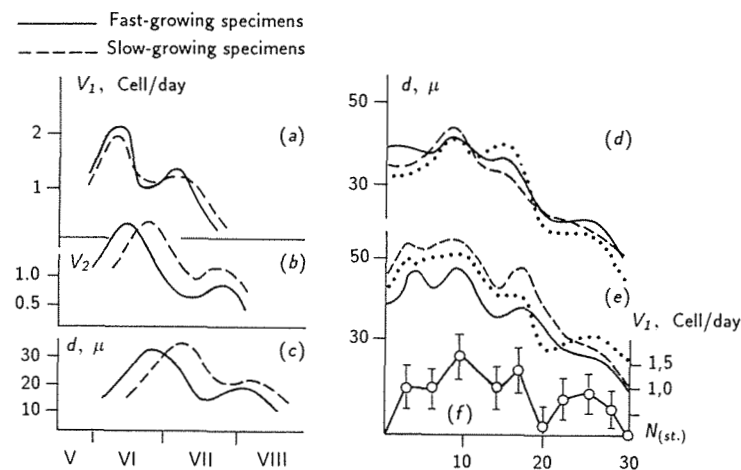 Fast-growing specimens
Slow-growing specimens
V1, Cell/day
2
1
(a)
V2
1.0
0.5
(b)
d, μ
30
20
10
(c)
V VI VII VIII
d, μ
50
30
(d)
50
30
(e)
V1, Cell/day
1,5
1,0
(f)
N(st.)
10 20 30